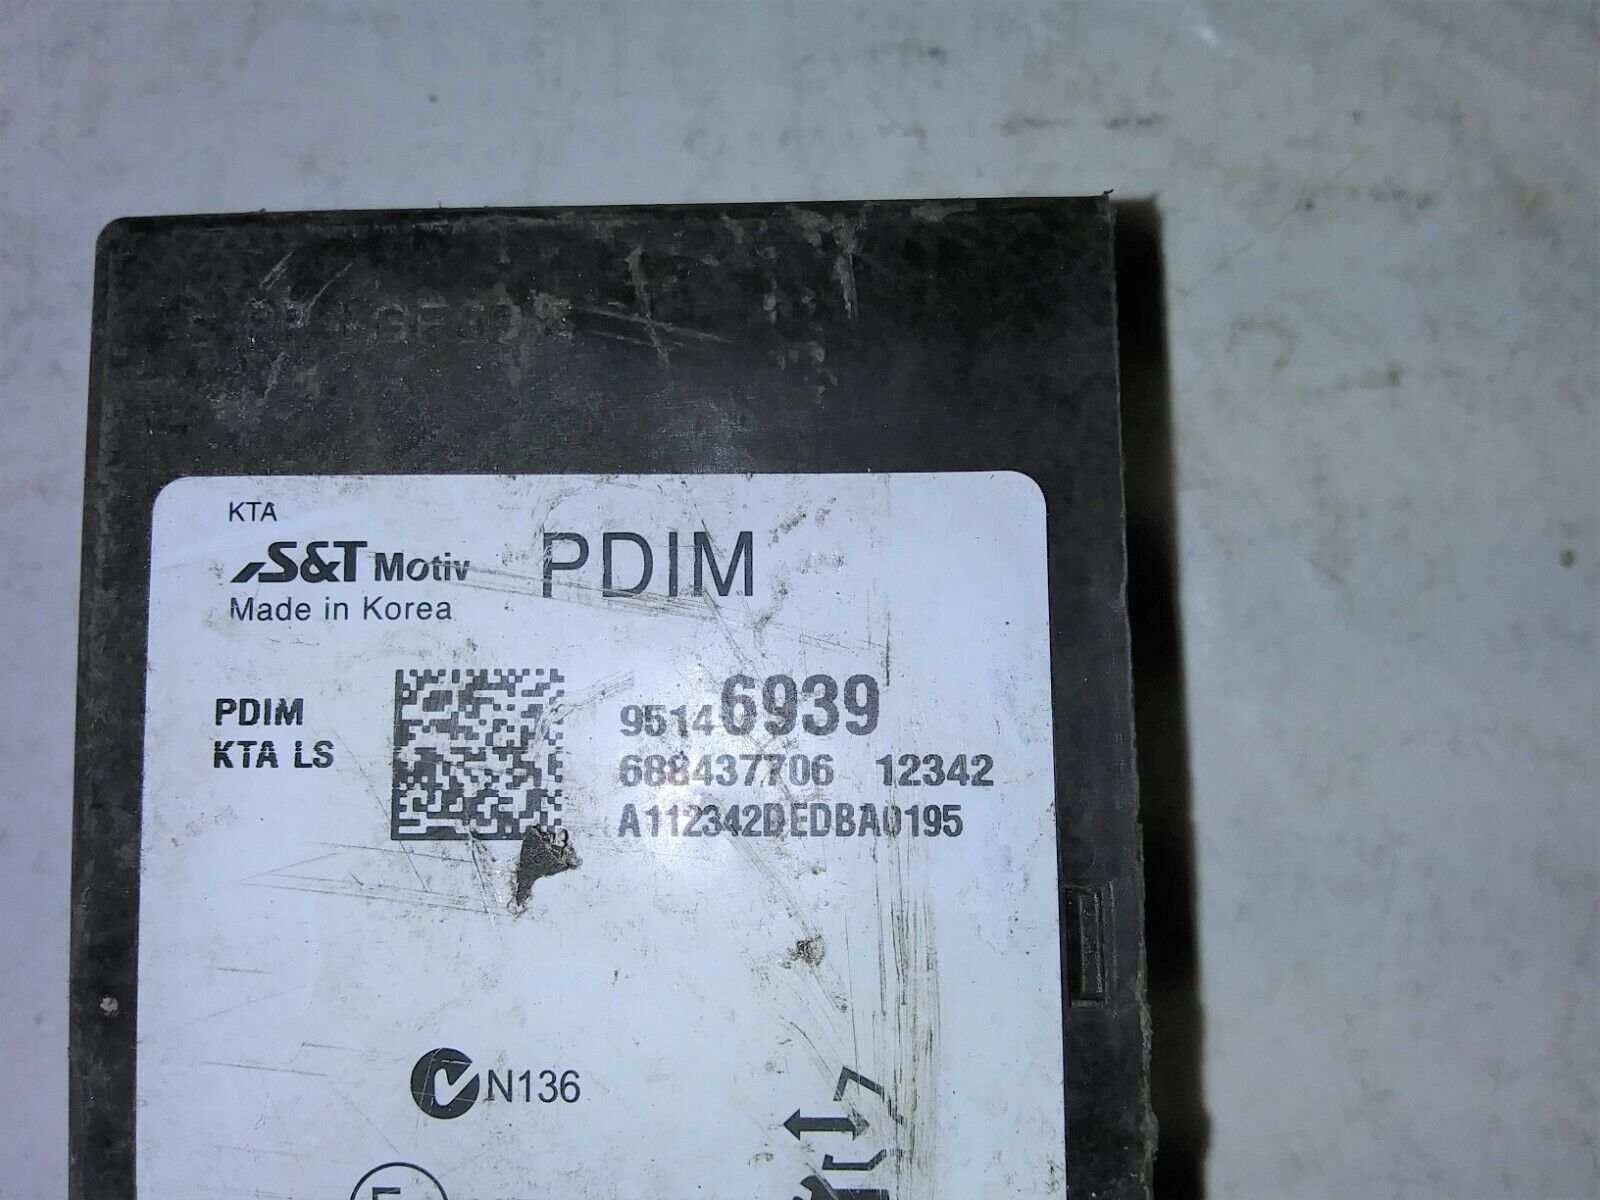 KTA
S&T Motiv PDIM
Made in Korea
PDIM
KTA LS
95146939
688437706 12342
A112342DEDBA0195
N136